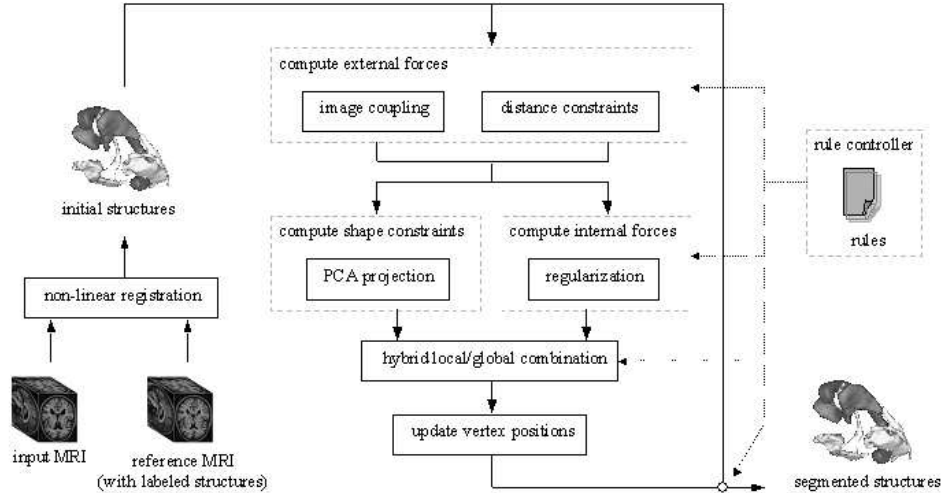 compute external forces
image coupling
distance constraints
rule controller
rules
initial structures
compute shape constraints
compute internal forces
PCA projection
regularization
non-linear registration
hybrid local/global combination
update vertex positions
input MRI
reference MRI
(with labeled structures)
segmented structures